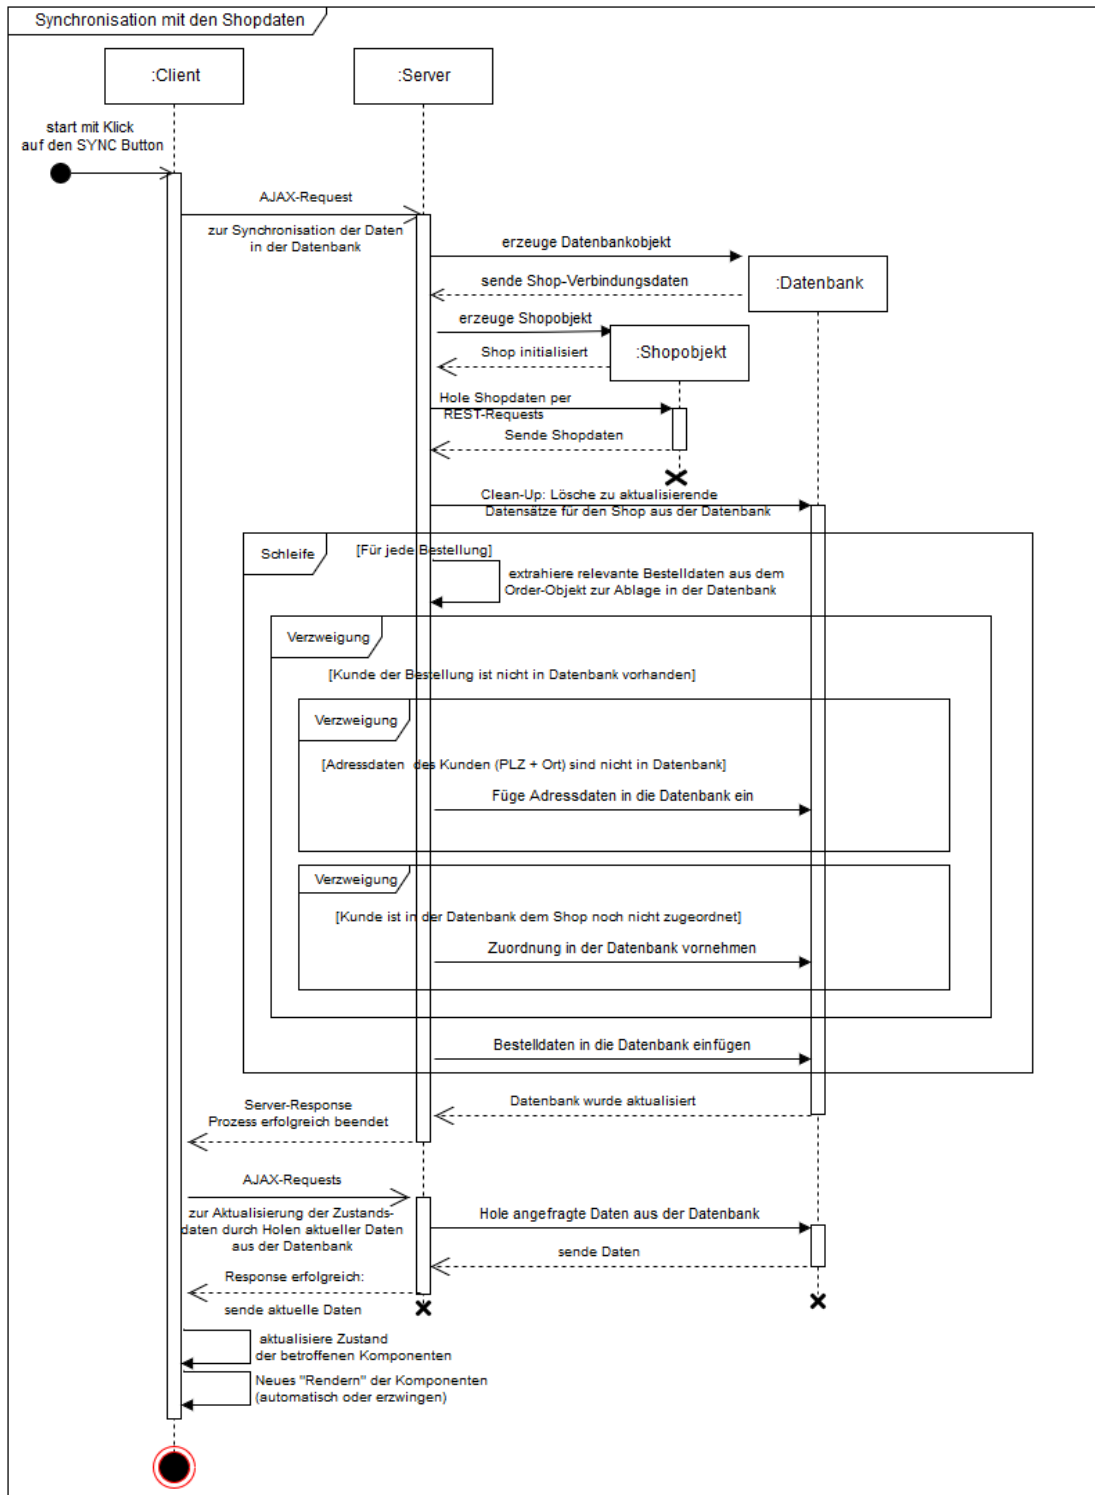 Synchronisation mit den Shopdaten
:Client
:Server
start mit Klick
auf den SYNC Button
AJAX-Request
zur Synchronisation der Daten
in der Datenbank
erzeuge Datenbankobjekt
:Datenbank
sende Shop-Verbindungsdaten
erzeuge Shopobjekt
:Shopobjekt
Shop initialisiert
Hole Shopdaten per
REST-Requests
Sende Shopdaten
Clean-Up: Lösche zu aktualisierende
Datensätze für den Shop aus der Datenbank
Schleife
[Für jede Bestellung]
extrahiere relevante Bestelldaten aus dem
Order-Objekt zur Ablage in der Datenbank
Verzweigung
[Kunde der Bestellung ist nicht in Datenbank vorhanden]
Verzweigung
[Adressdaten des Kunden (PLZ + Ort) sind nicht in Datenbank]
Füge Adressdaten in die Datenbank ein
Verzweigung
[Kunde ist in der Datenbank dem Shop noch nicht zugeordnet]
Zuordnung in der Datenbank vornehmen
Bestelldaten in die Datenbank einfügen
Datenbank wurde aktualisiert
Server-Response
Prozess erfolgreich beendet
AJAX-Requests
zur Aktualisierung der Zustands-
daten durch Holen aktueller Daten
aus der Datenbank
Hole angefragte Daten aus der Datenbank
sende Daten
Response erfolgreich:
sende aktuelle Daten
aktualisiere Zustand
der betroffenen Komponenten
Neues "Rendern" der Komponenten
(automatisch oder erzwingen)